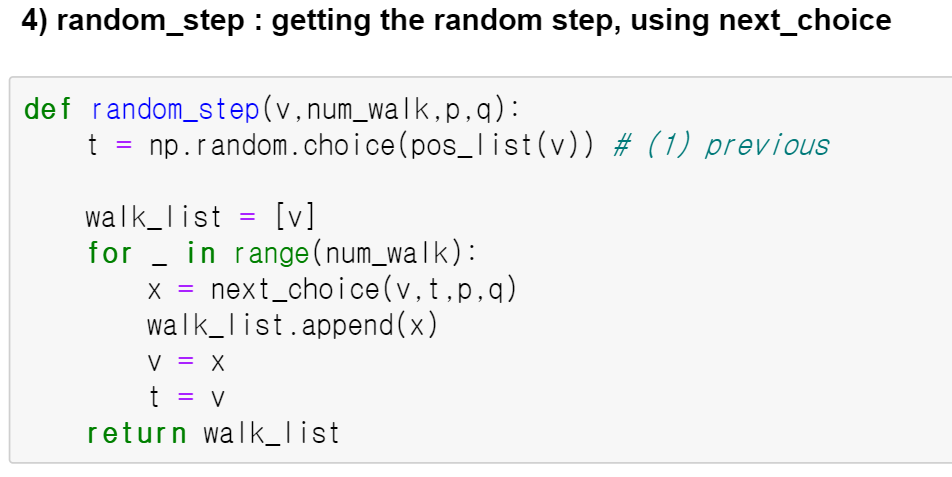 4) random_step : getting the random step, using next_choice
def random_step(v,num_walk,p,q):
    t = np.random.choice(pos_list(v)) # (1) previous
    walk_list = [v]
    for _ in range(num_walk):
        x = next_choice(v,t,p,q)
        walk_list.append(x)
        v = x
        t = v
    return walk_list